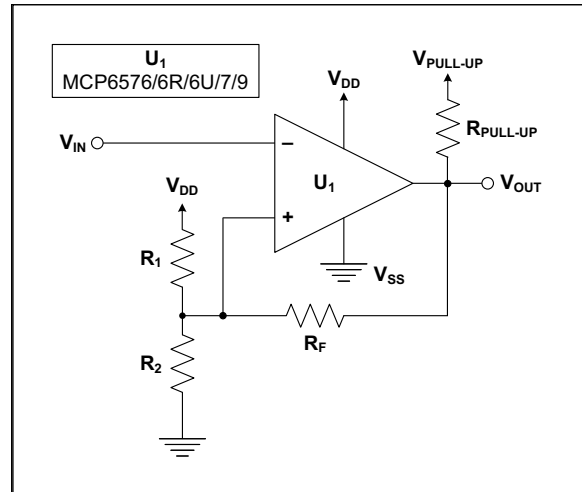 U1
MCP6576/6R/6U/7/9
VPULL-UP
VDD
RPULL-UP
VIN
−
U1
VOUT
VDD
+
R1
VSS
RF
R2